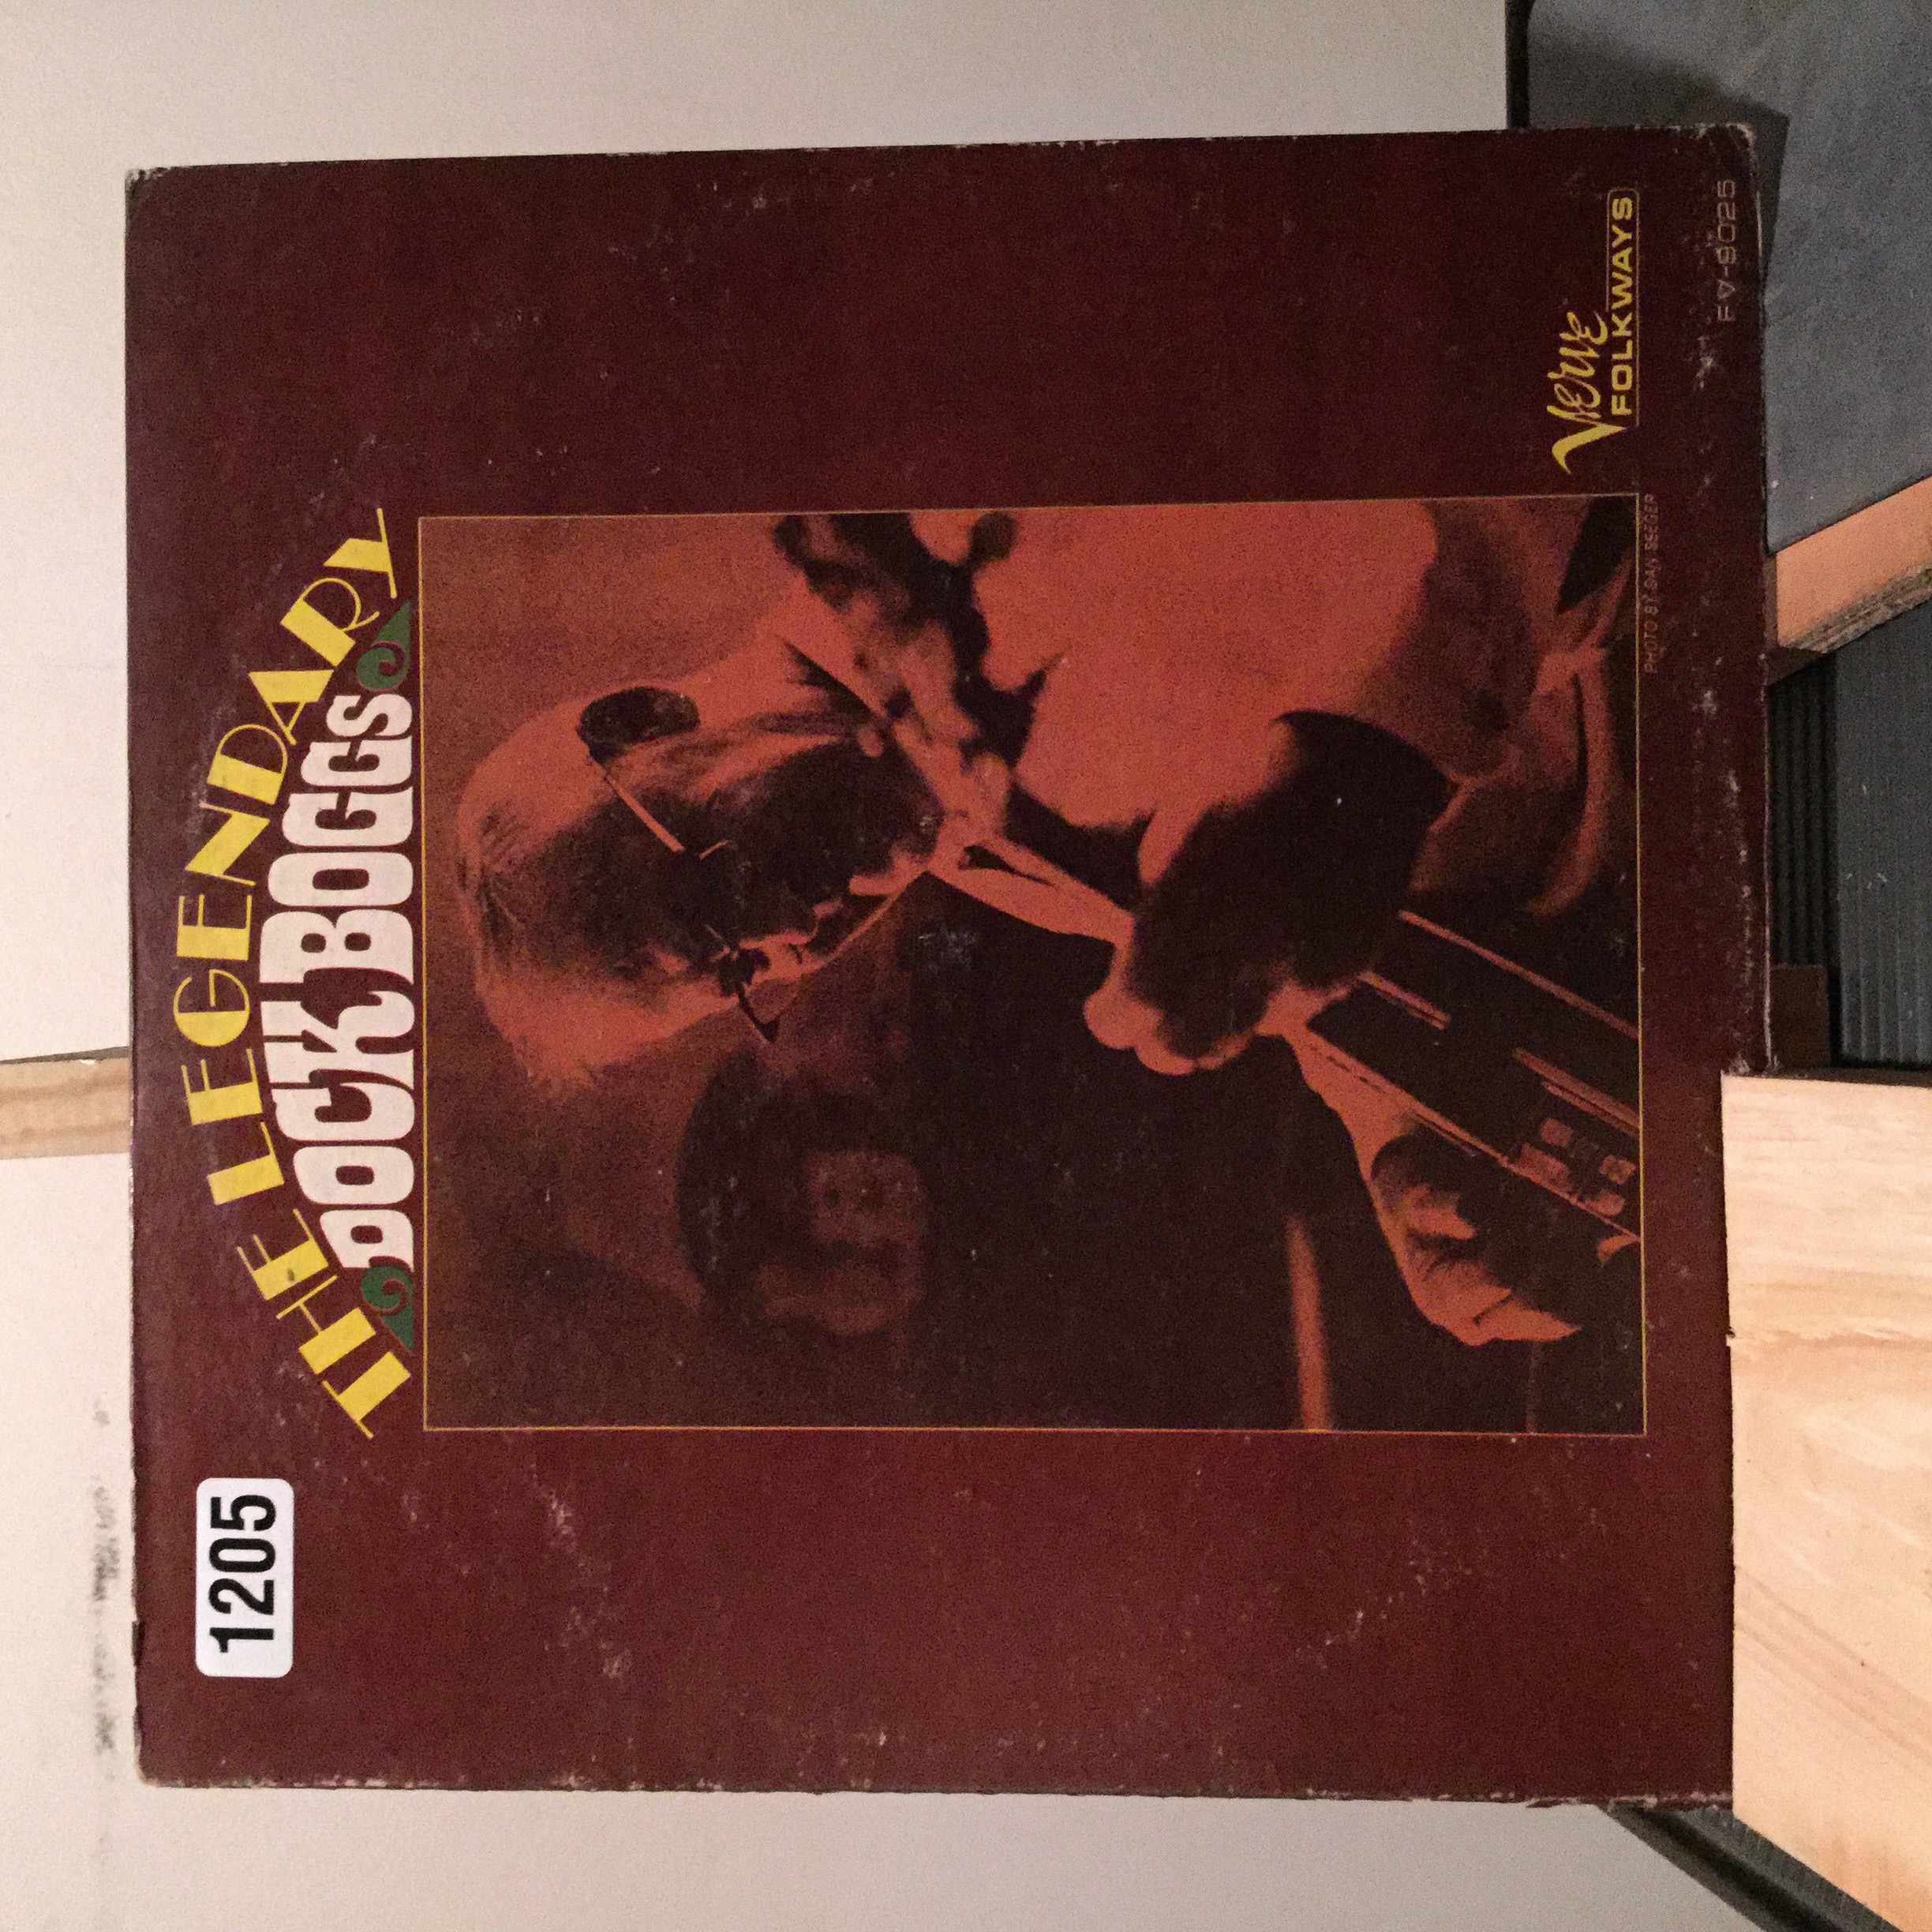 1205
THE LEGENDARY
DOCK BOGGS
Verve
FOLKWAYS
PHOTO BY DAN SEEGER
FV-9025